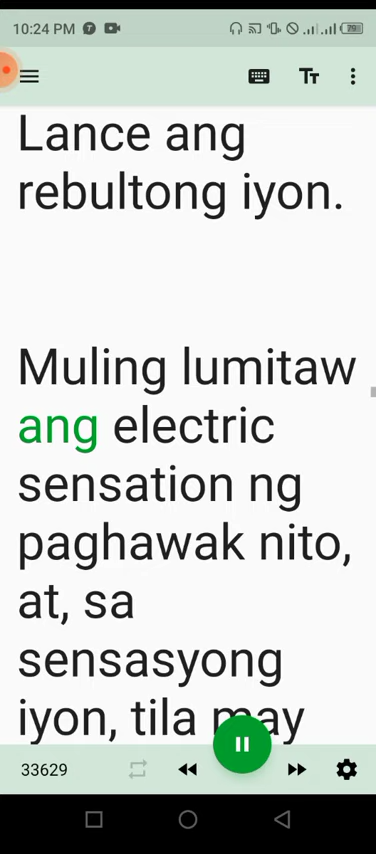 10:24 PM
Lance ang
rebultong iyon.
Muling lumitaw
ang electric
sensation ng
paghawak nito,
at, sa
sensasyong
iyon, tila may
33629